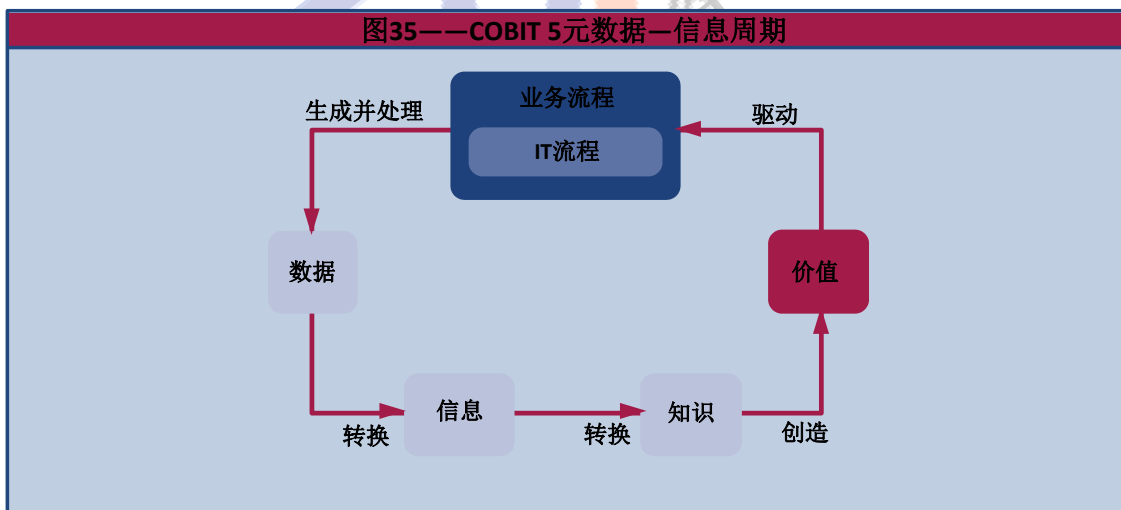 图35——COBIT 5元数据—信息周期
业务流程
生成并处理
驱动
IT流程
数据
价值
信息
知识
转换
转换
创造